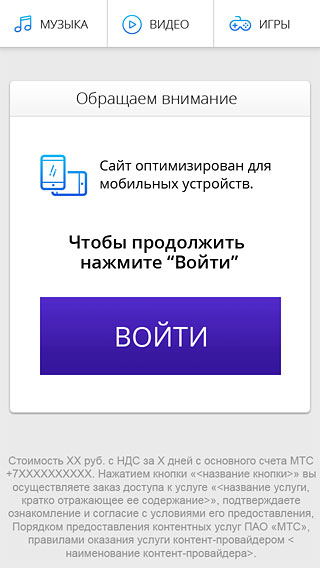 МУЗЫКА
ВИДЕО
ИГРЫ
Обращаем внимание
Сайт оптимизирован для
мобильных устройств.
Чтобы продолжить
нажмите “Войти”
ВОЙТИ
Стоимость XX руб. с НДС за X дней с основного счета МТС
+7XXXXXXXXXX. Нажатием кнопки «<название кнопки>» вы
осуществляете заказ доступа к услуге «<название услуги,
кратко отражающее ее содержание>», подтверждаете
ознакомление и согласие с условиями его предоставления,
Порядком предоставления контентных услуг ПАО «МТС»,
правилами оказания услуги контент-провайдером <
наименование контент-провайдера>.